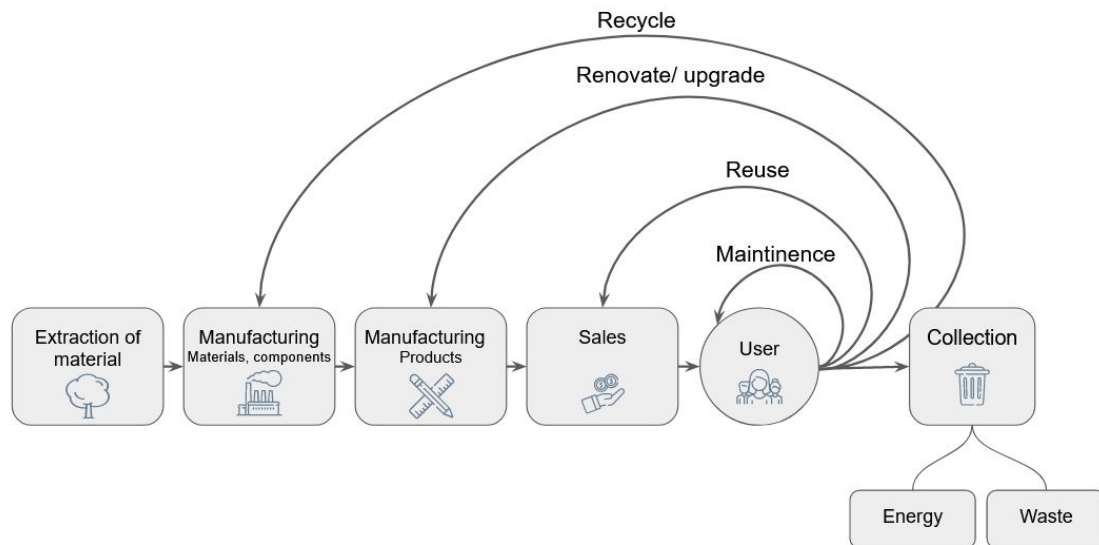 Recycle
Renovate/ upgrade
Reuse
Maintinence
Extraction of
material
Manufacturing
Materials, components
Manufacturing
Products
Sales
User
Collection
Energy
Waste